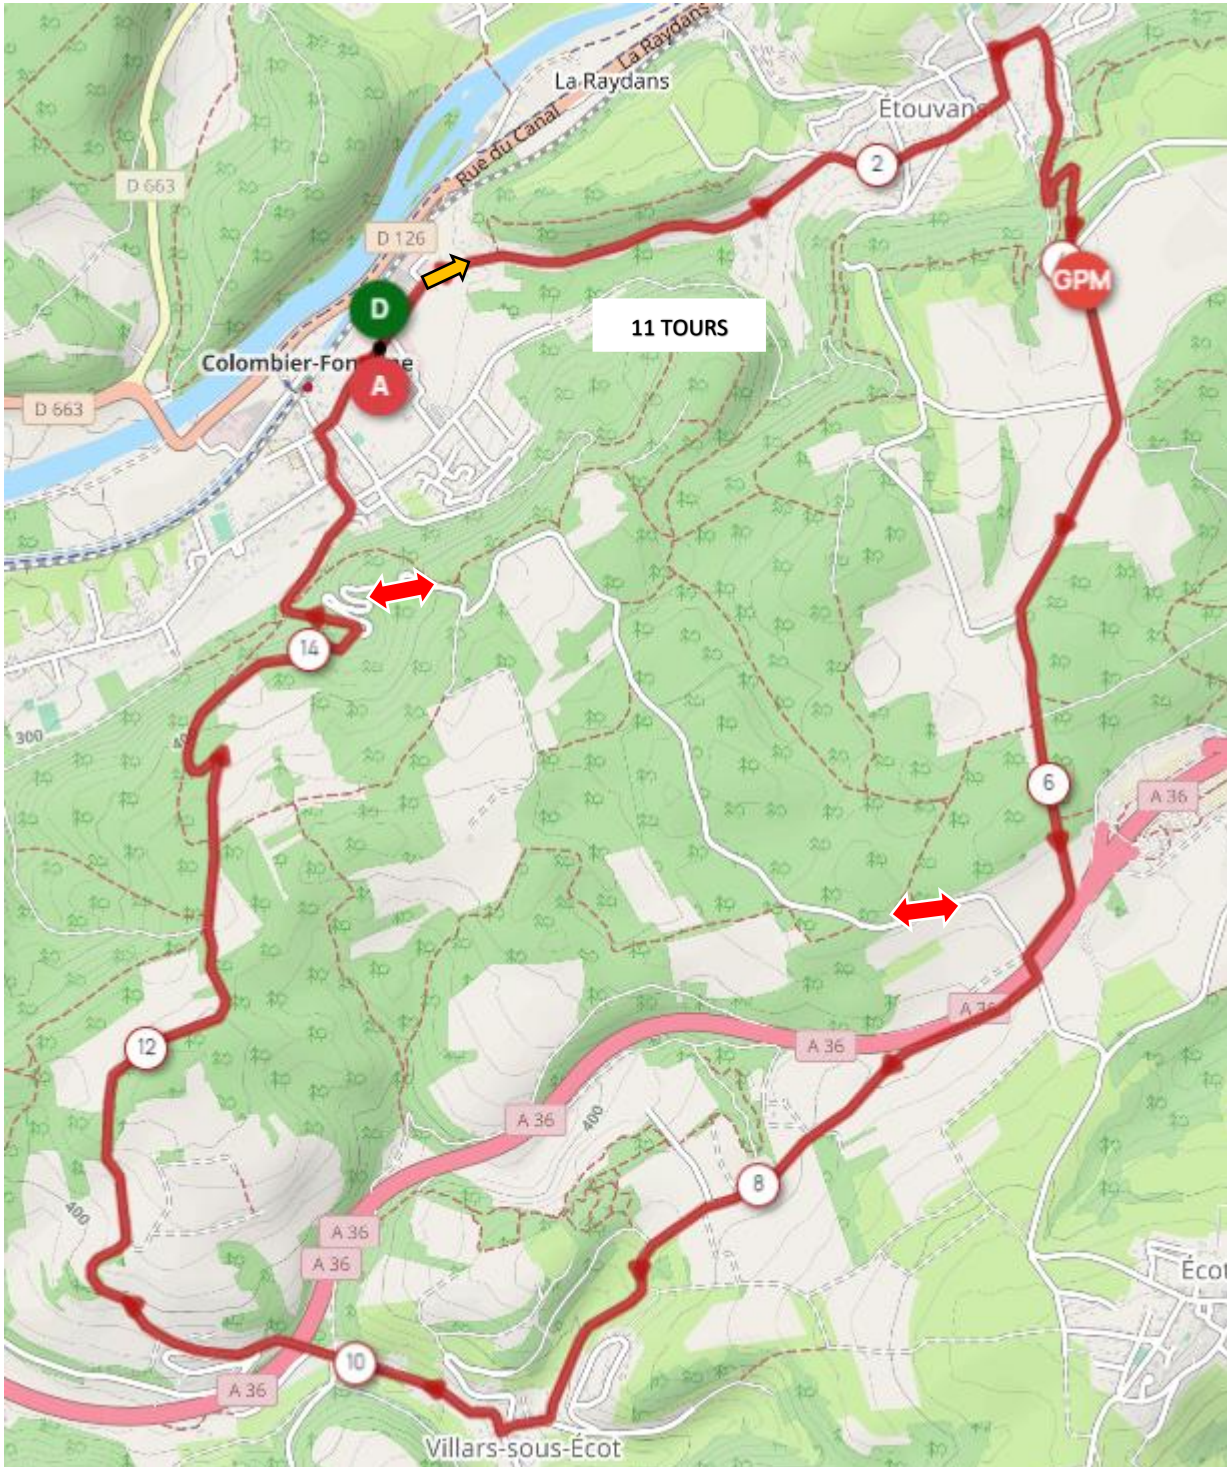 La Raydans
La Raydans
Étouvans
Rue du Canal
2
D 663
D 126
GPM
D
11 TOURS
Colombier-Fon
ne
A
D 663
14
300
6
A 36
A 36
12
A 36
A 36
400
8
400
A 36
A 36
Écot
10
A 36
Villars-sous-Écot